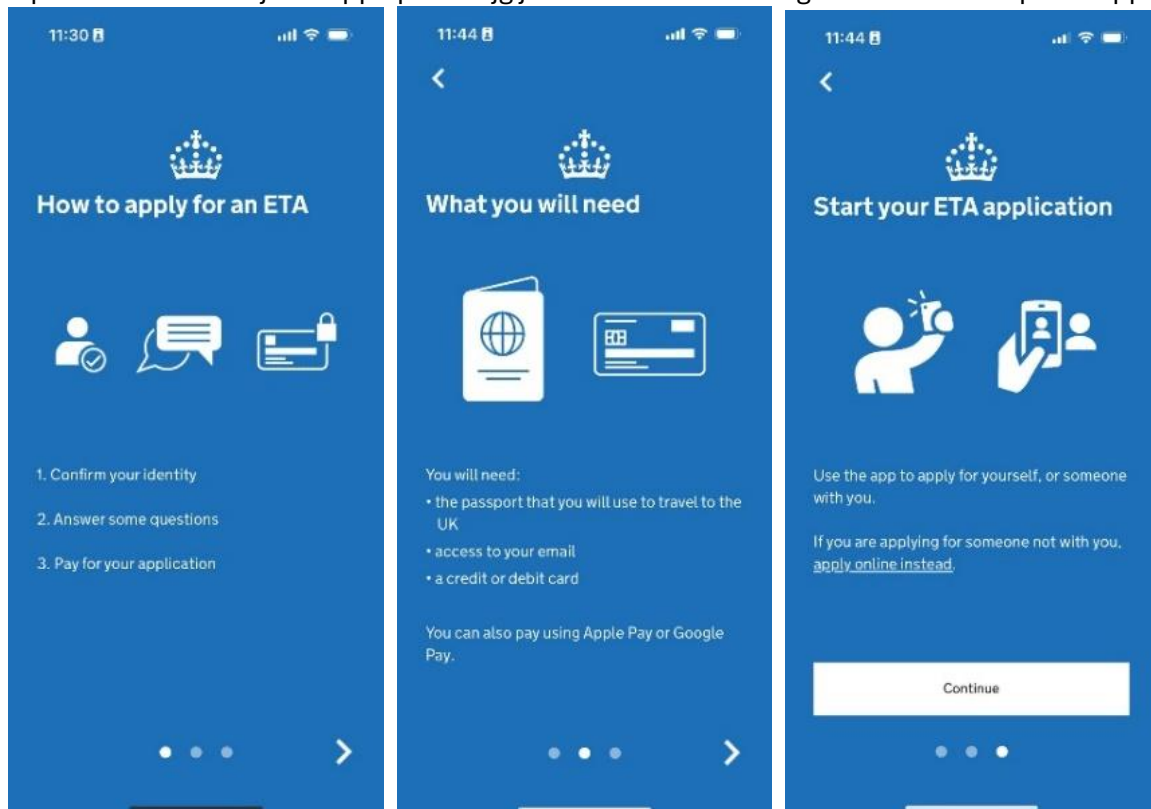 11:30
How to apply for an ETA
1. Confirm your identity
2. Answer some questions
3. Pay for your application
11:44
What you will need
You will need:
• the passport that you will use to travel to the
UK
• access to your email
• a credit or debit card
You can also pay using Apple Pay or Google
Pay.
11:44
Start your ETA application
Use the app to apply for yourself, or someone
with you.
If you are applying for someone not with you,
apply online instead.
Continue